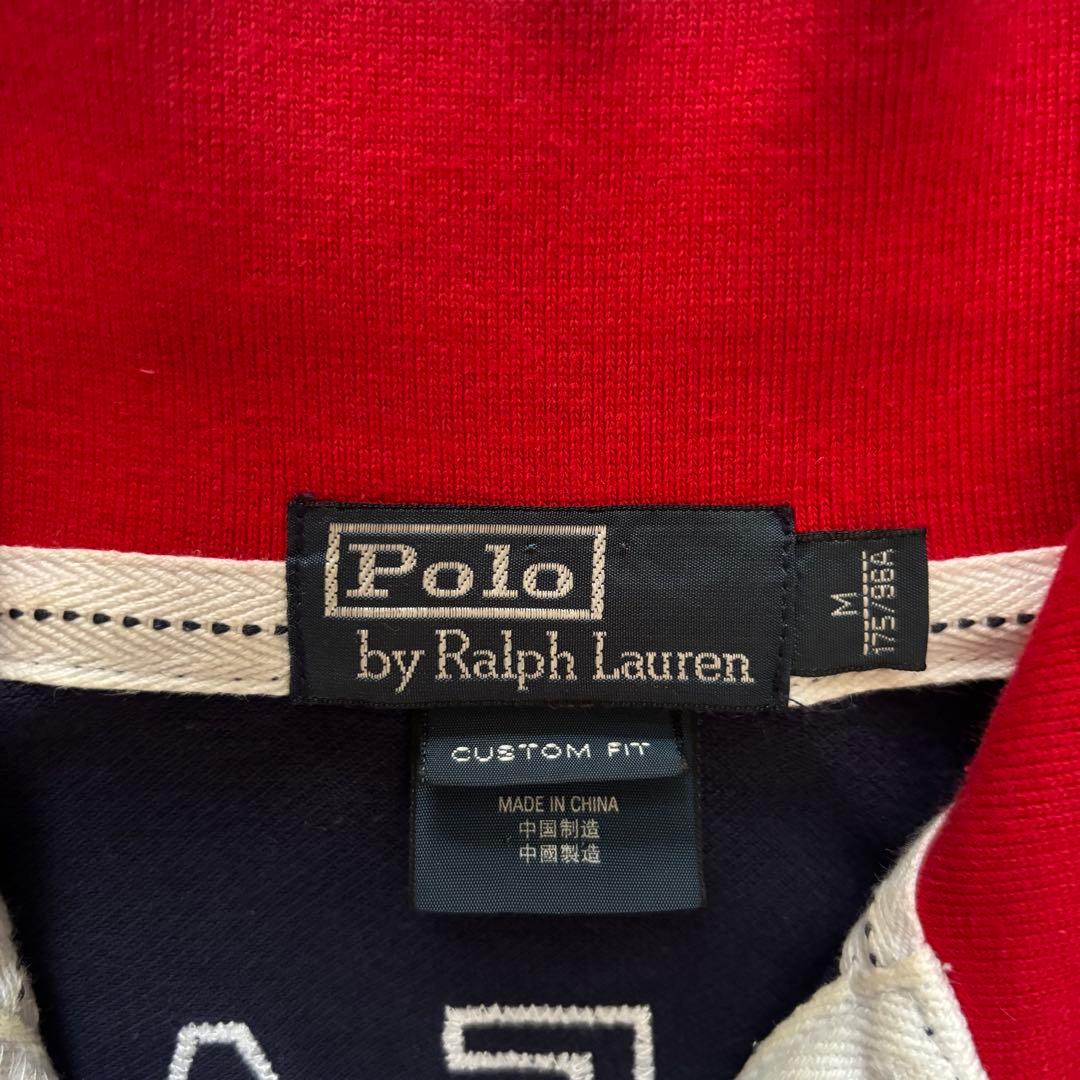 Polo
by Ralph Lauren
M
175/96A
CUSTOM FIT
MADE IN CHINA
中国制造
中國製造